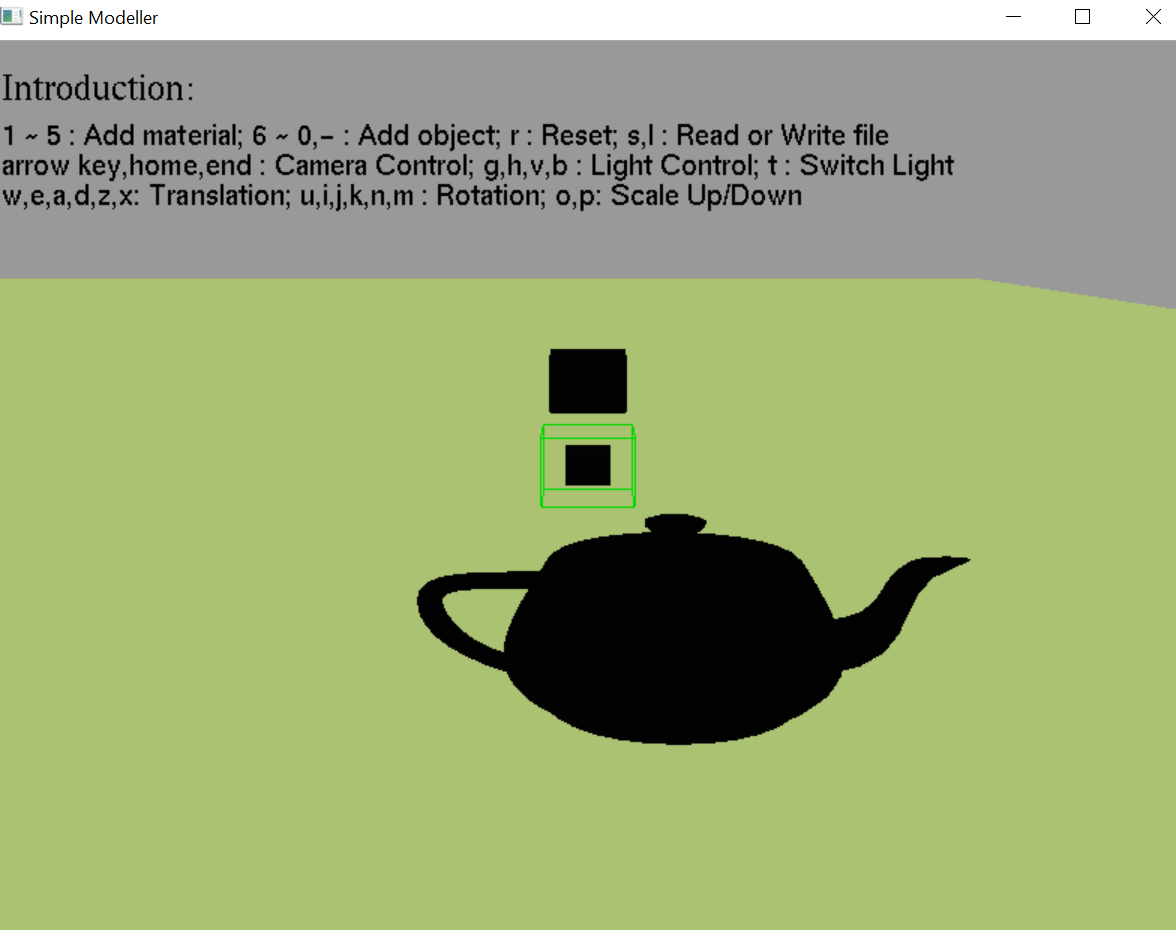 Simple Modeller
Introduction:
1 ~ 5 : Add material; 6 ~ 0,- : Add object; r : Reset; s,l : Read or Write file
arrow key,home,end : Camera Control; g,h,v,b : Light Control; t : Switch Light
w,e,a,d,z,x: Translation; u,i,j,k,n,m : Rotation; o,p: Scale Up/Down